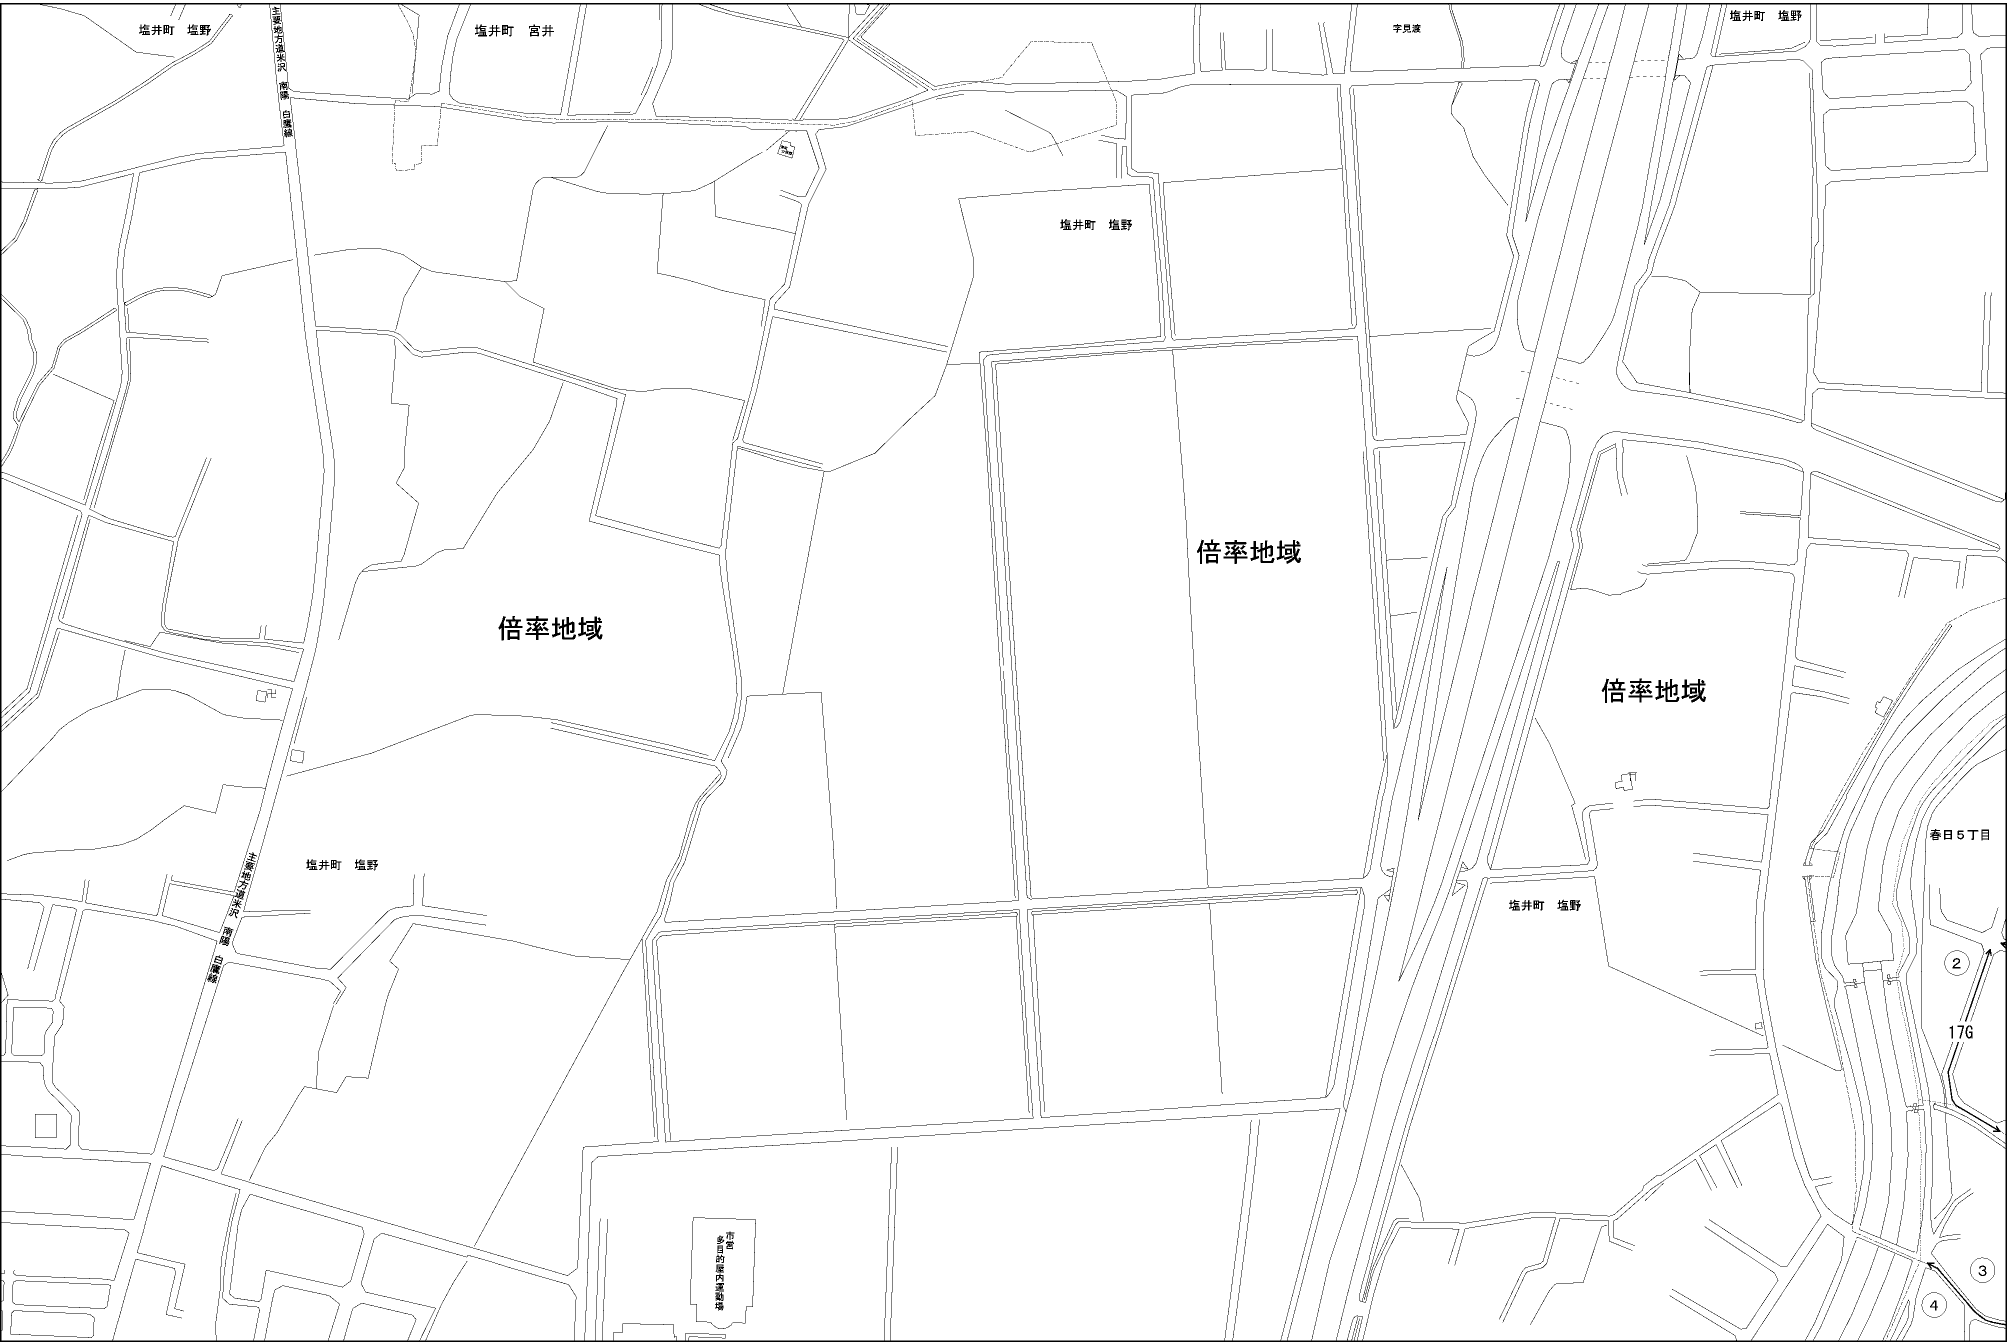 塩井町 塩野
主要地方道米沢 南陽 白鷹線
塩井町 宮井
字見渡
塩井町 塩野
塩井町 塩野
倍率地域
倍率地域
倍率地域
春日5丁目
塩井町 塩野
主要地方道米沢 南陽 白鷹線
塩井町 塩野
2
17G
市営
多目的屋内運動場
3
4